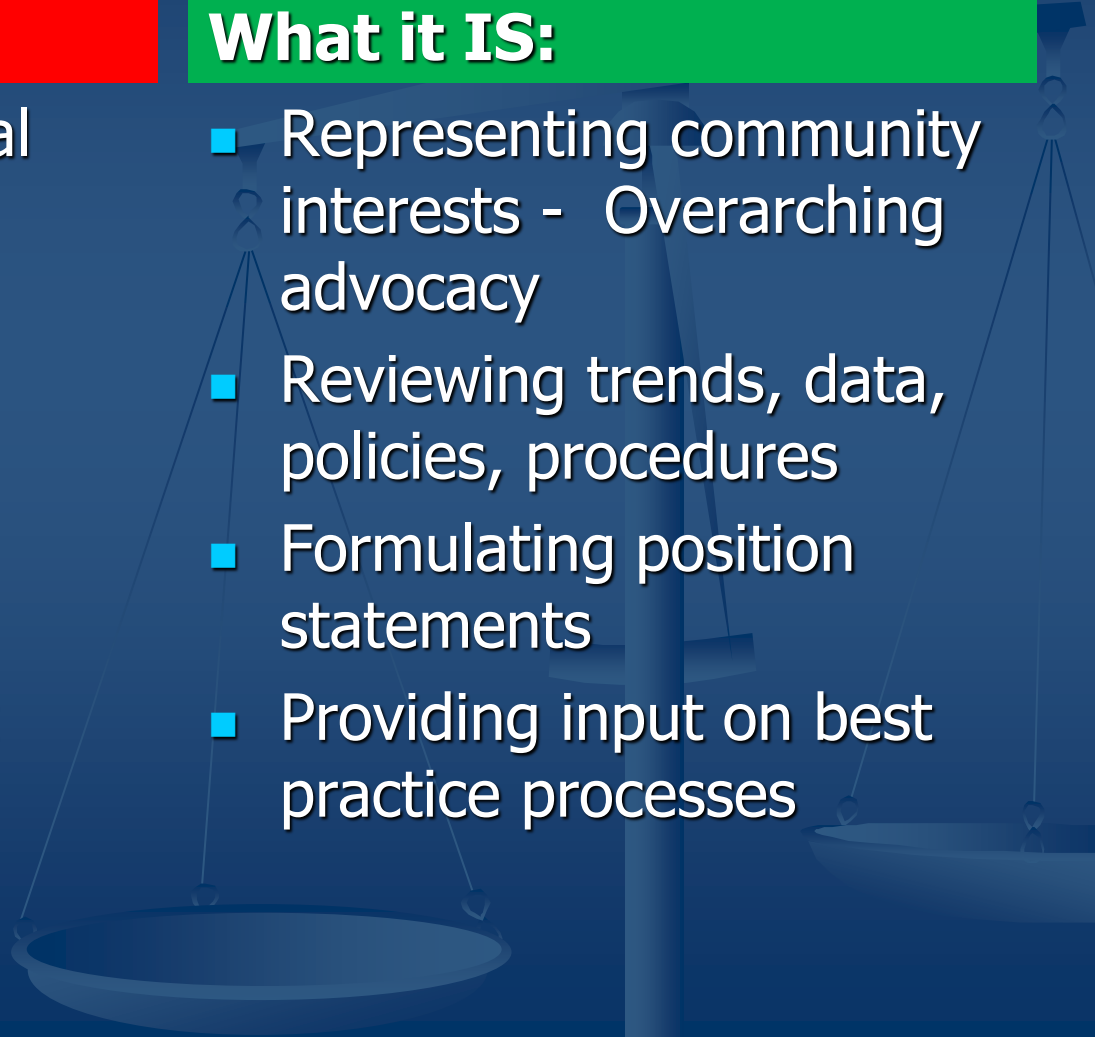 What it IS:
al
Representing community
interests -  Overarching
advocacy
Reviewing trends, data,
policies, procedures
Formulating position
statements
Providing input on best
practice processes